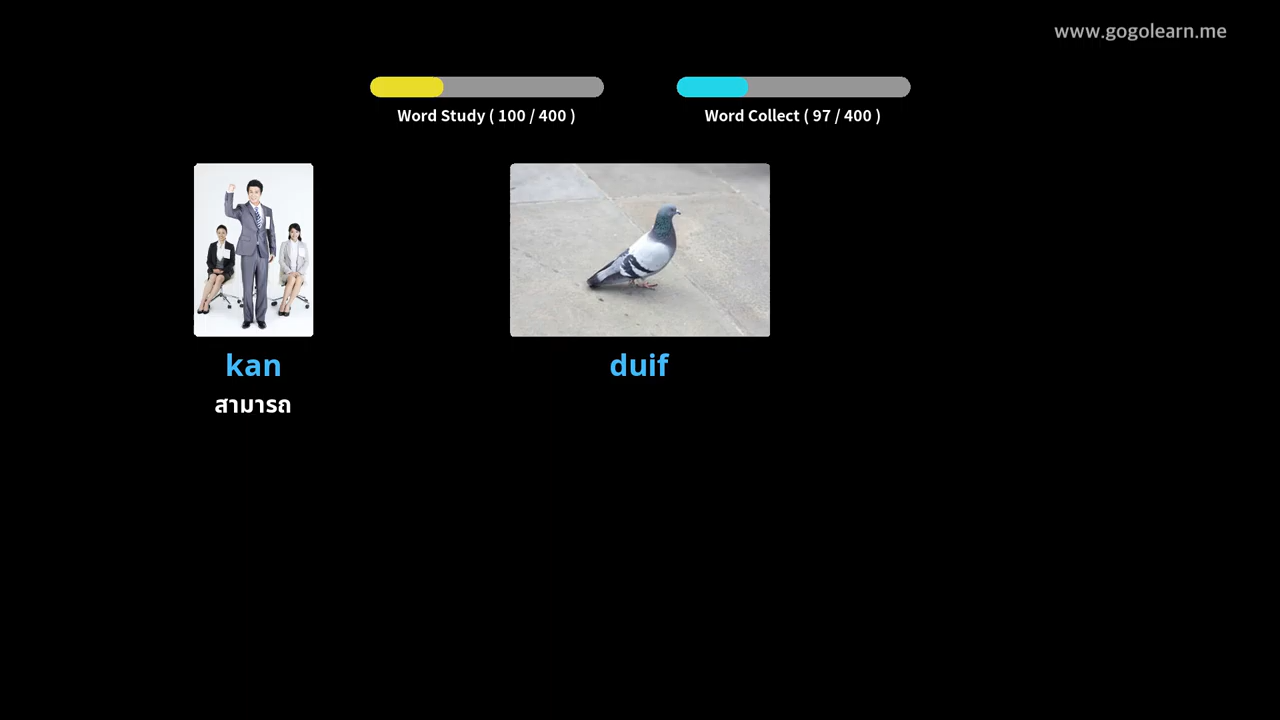 www.gogolearn.me
Word Study ( 100 / 400 )
Word Collect ( 97 / 400 )
kan
duif
สามารถ